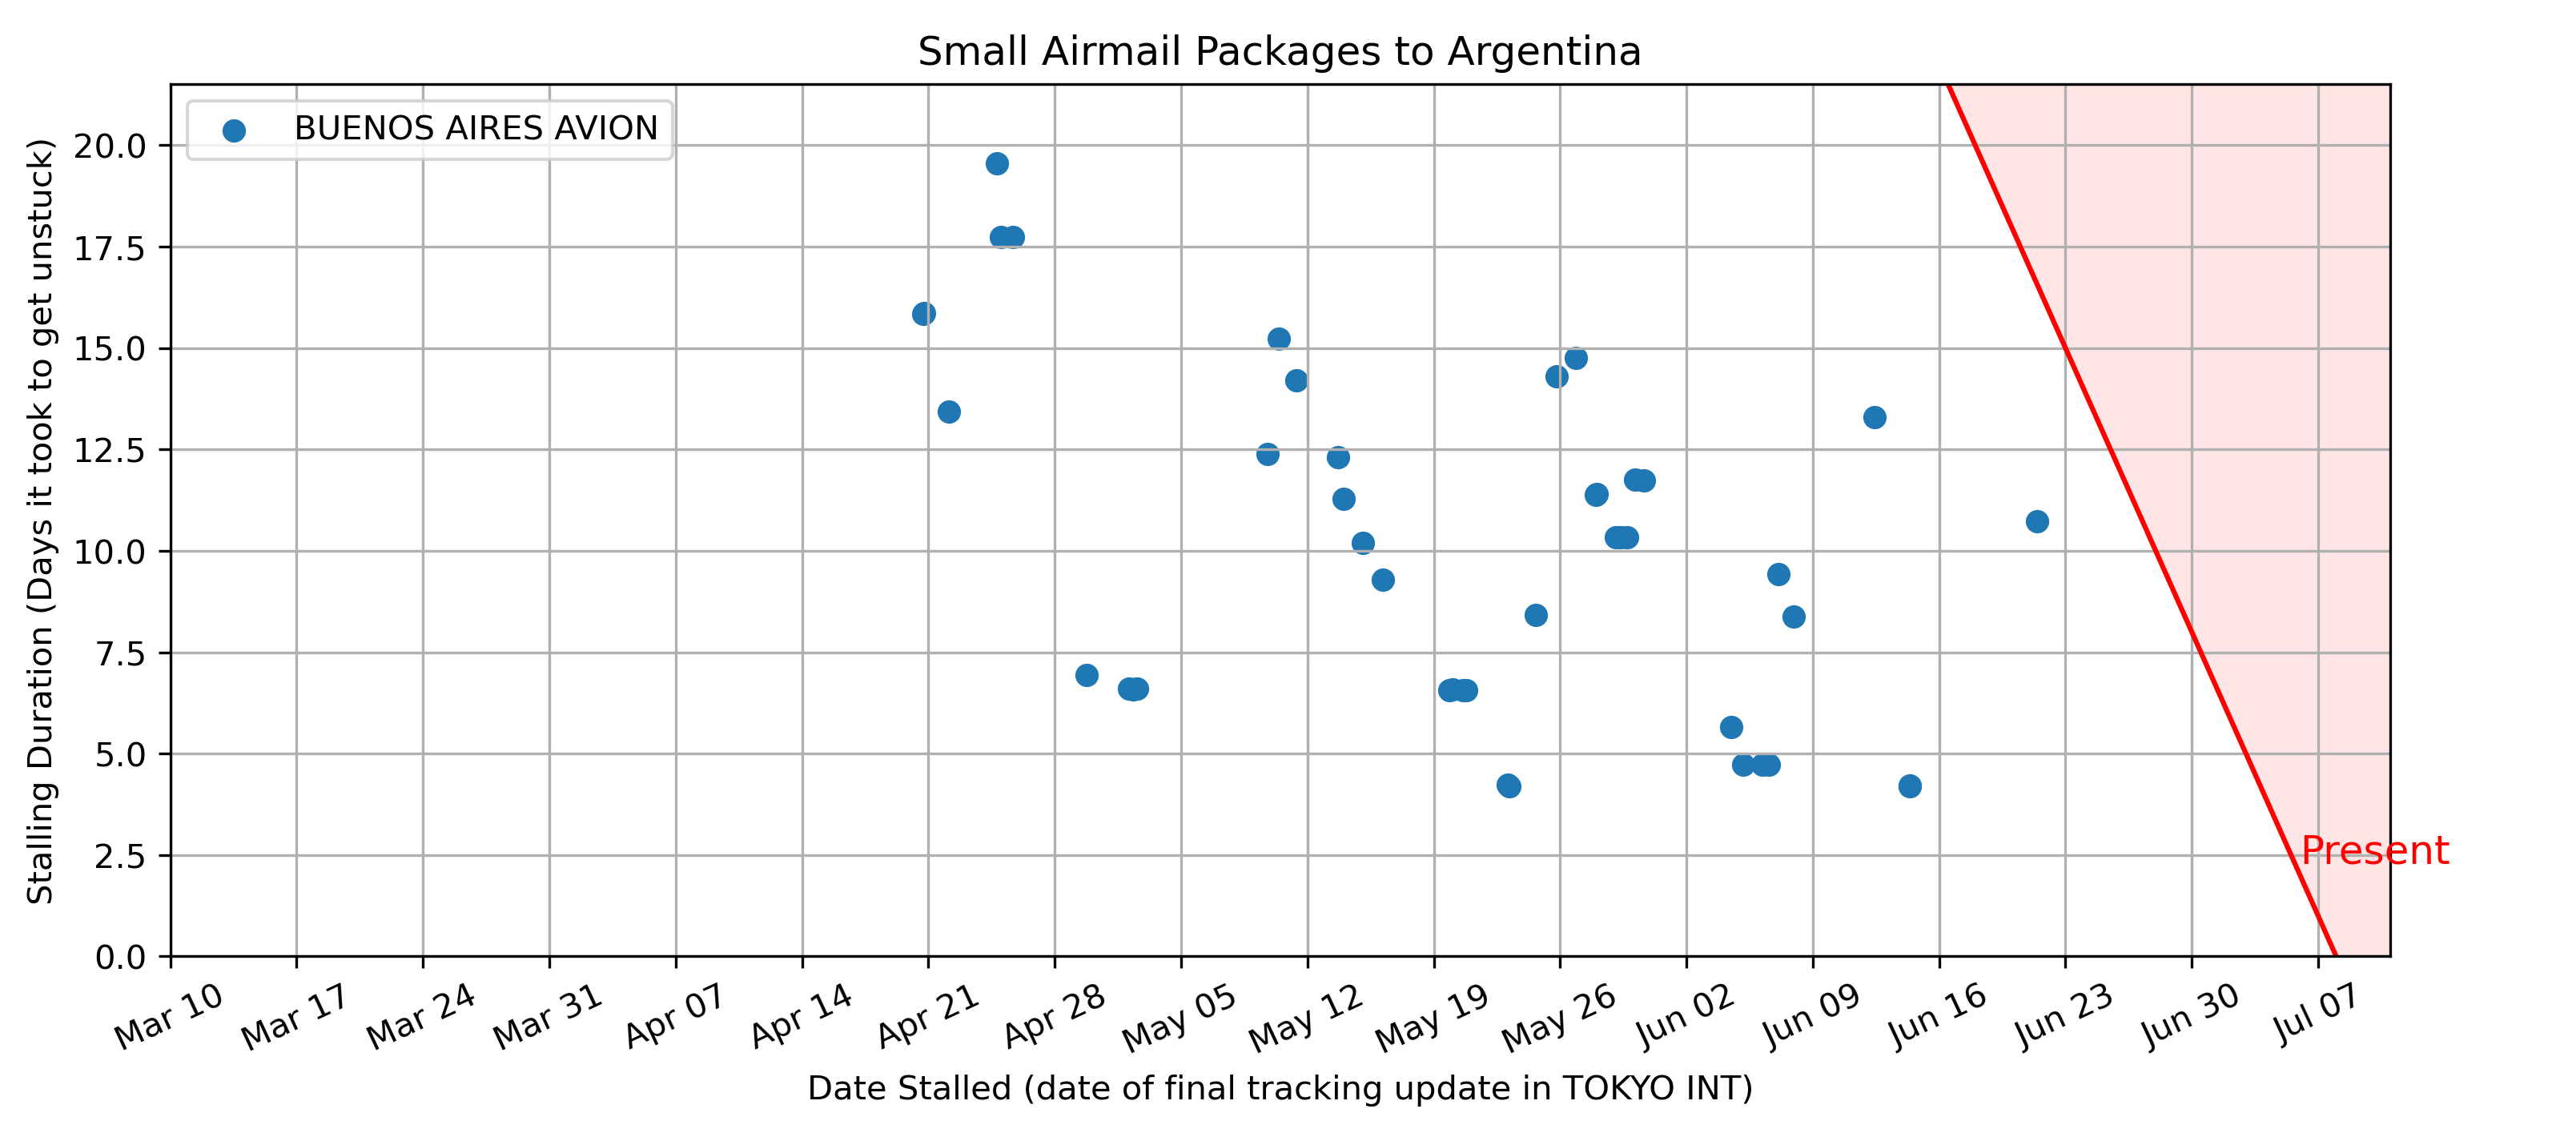 Small Airmail Packages to Argentina
BUENOS AIRES AVION
Stalling Duration (Days it took to get unstuck)
20.0
17.5
15.0
12.5
10.0
7.5
5.0
2.5
0.0
Present
Mar 10
Mar 17
Mar 24
Mar 31
Apr 07
Apr 14
Apr 21
Apr 28
May 05
May 12
May 19
May 26
Jun 02
Jun 09
Jun 16
Jun 23
Jun 30
Jul 07
Date Stalled (date of final tracking update in TOKYO INT)